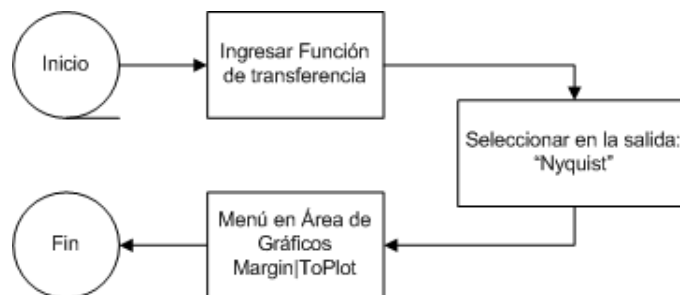 Inicio
Ingresar Función
de transferencia
Seleccionar en la salida:
“Nyquist”
Menú en Área de
Gráficos
Margin|ToPlot
Fin